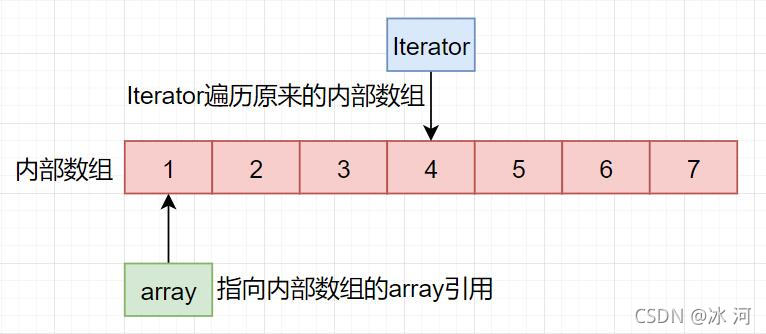 Iterator
Iterator遍历原来的内部数组
内部数组 1 2 3 4 5 6 7
array 指向内部数组的array引用
CSDN @冰 河